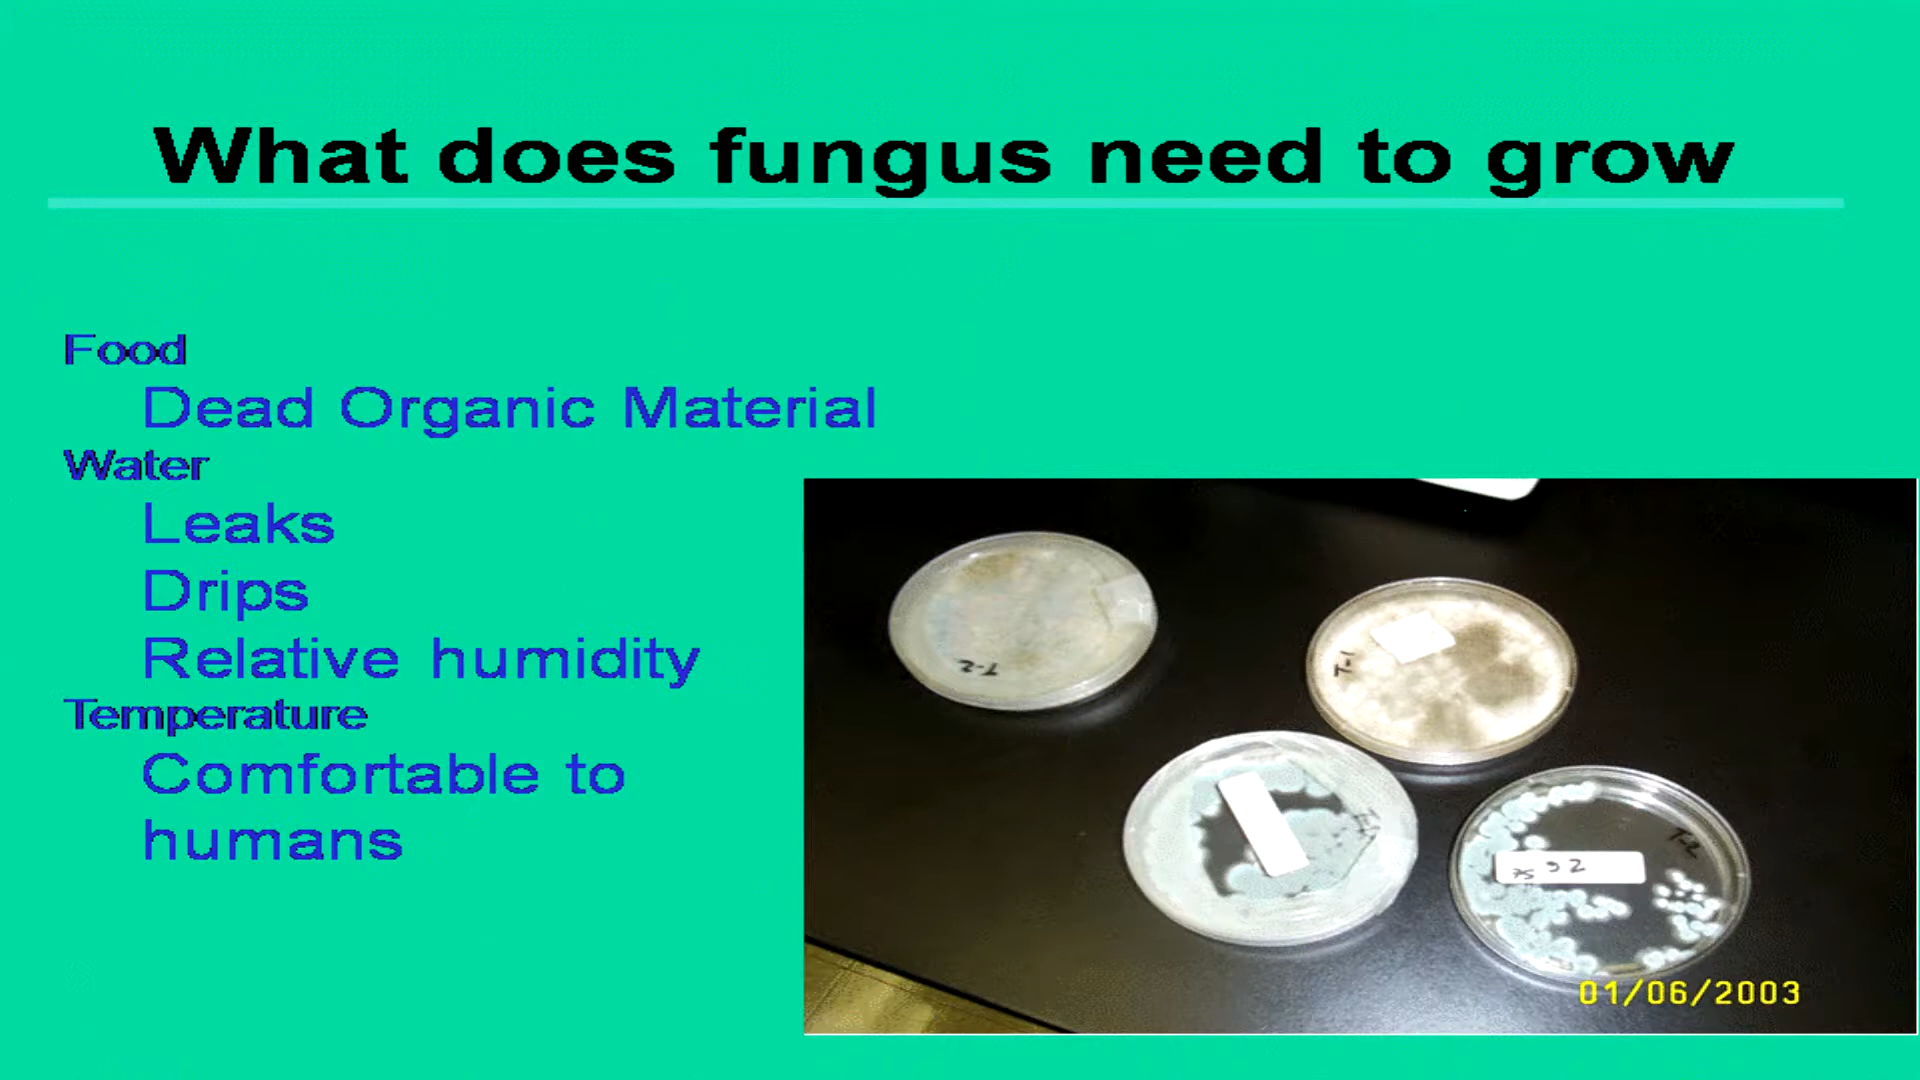 What does fungus need to grow
Food
Dead Organic Material
Water
Leaks
Drips
Relative humidity
Temperature
Comfortable to
humans
T-2
T-1
T-2
92
01/06/2003